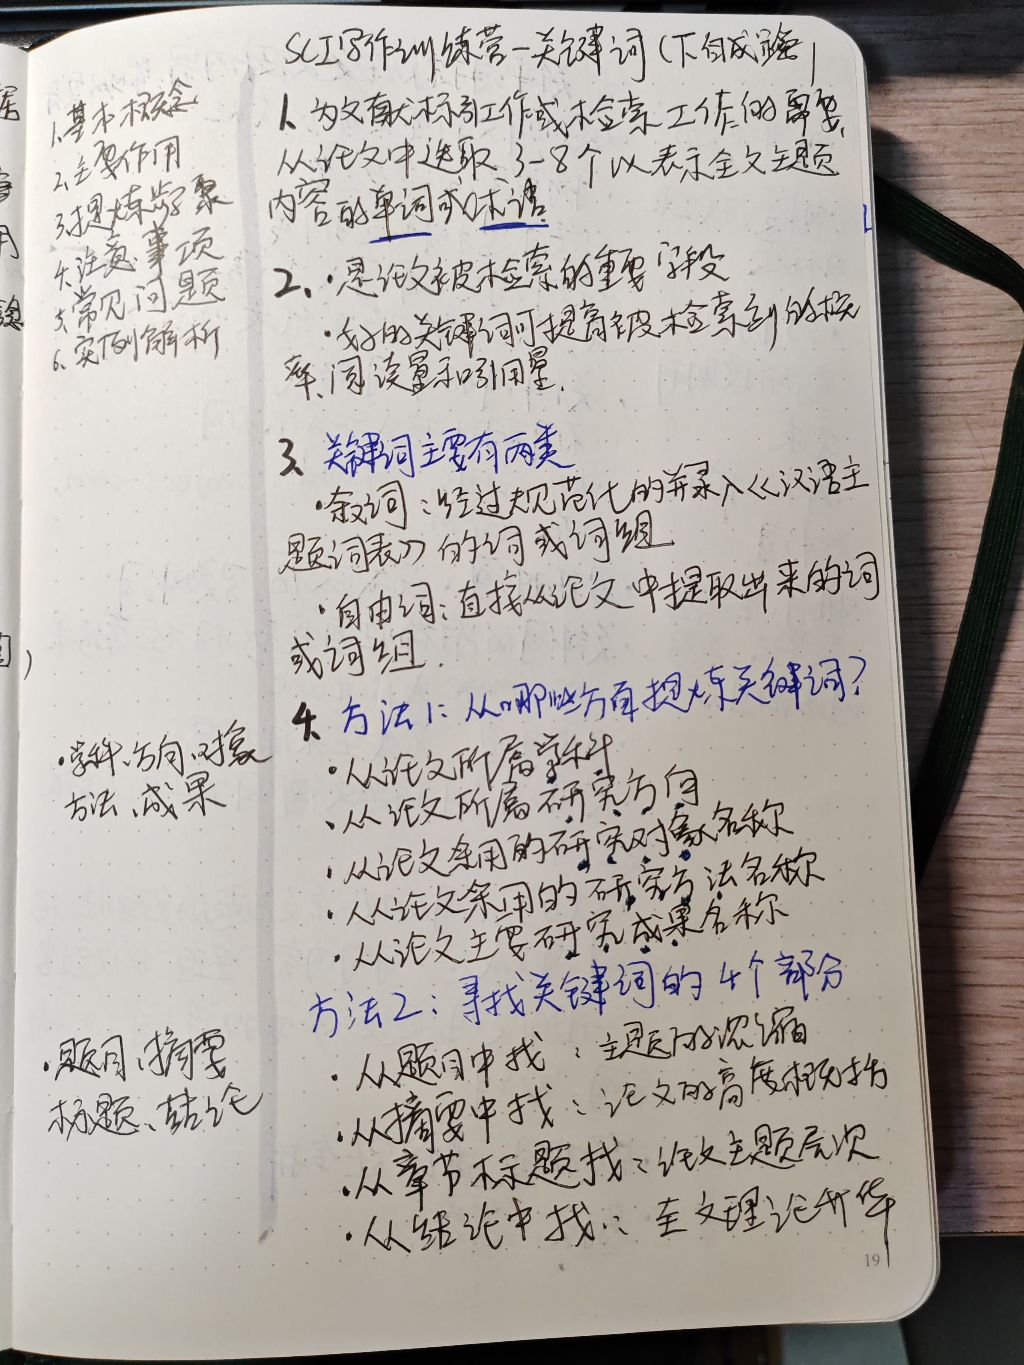 SCI写作训练营-关键词(下自成蹊)
1.基本概念
2.主要作用
3.提炼步骤
4.注意事项
5.常见问题
6.实例解析
1、为文献标引工作或检索工作的需要,
从论文中选取3-8个以表示全文主题
内容的单词或术语.
2、·是论文被检索的重要字段
·好的关键词可提高被检索到的概
率、阅读量和引用量.
3、关键词主要有两类
·叙词:经过规范化的并录入《汉语主
题词表》的词或词组
·自由词:直接从论文中提取出来的词
或词组.
4、方法1:从哪些方面提炼关键词?
·学科、方向、对象
方法、成果
·从论文所属学科
·从论文所属研究方向
·从论文采用的研究对象名称
·从论文采用的研究方法名称
·从论文主要研究成果名称
方法2:寻找关键词的4个部分
·题目、摘要
标题、结论
·从题目中找:主题的浓缩
·从摘要中找:论文的高度概括
·从章节标题找:论文主题层次
·从结论中找:全文理论升华
19